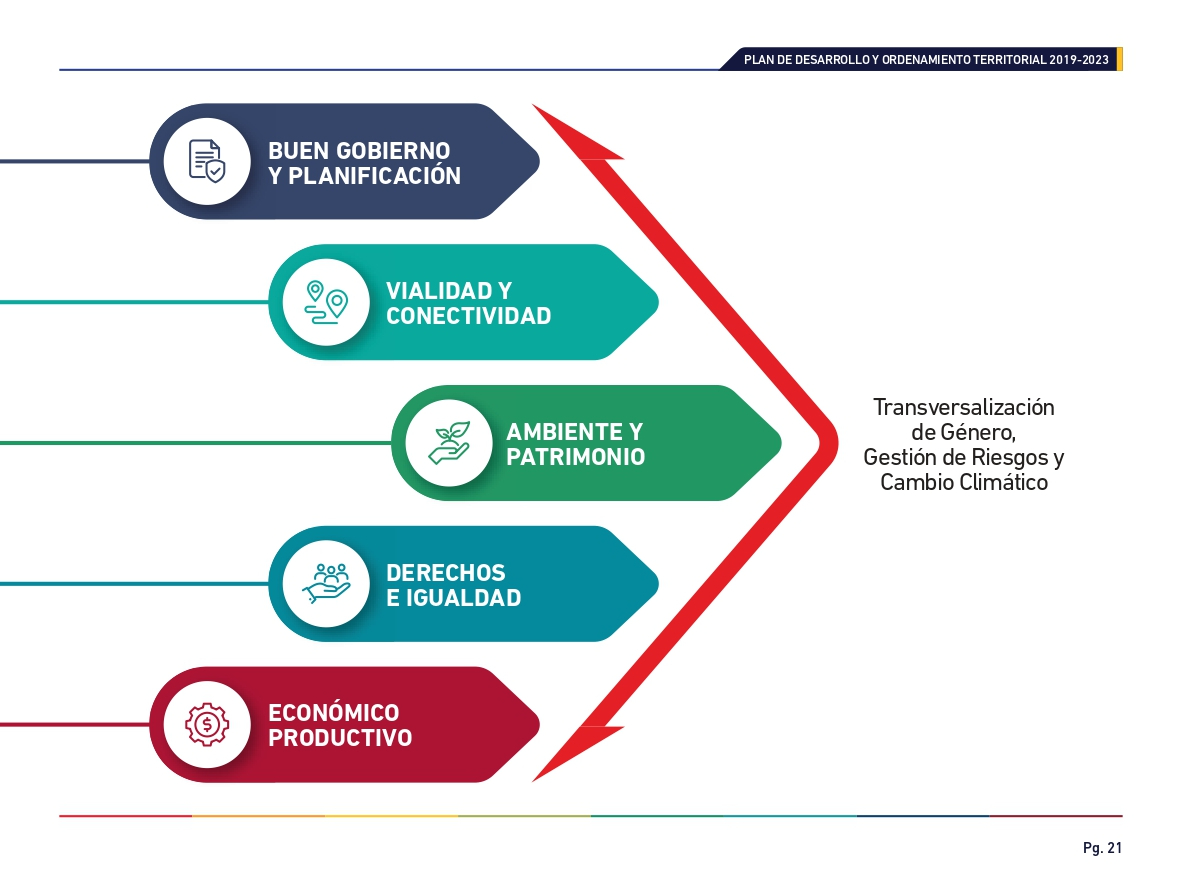 PLAN DE DESARROLLO Y ORDENAMIENTO TERRITORIAL 2019-2023
BUEN GOBIERNO
Y PLANIFICACIÓN
VIALIDAD Y
CONECTIVIDAD
AMBIENTE Y
PATRIMONIO
Transversalización
de Género,
Gestión de Riesgos y
Cambio Climático
DERECHOS
E IGUALDAD
$
ECONÓMICO
PRODUCTIVO
Pg. 21